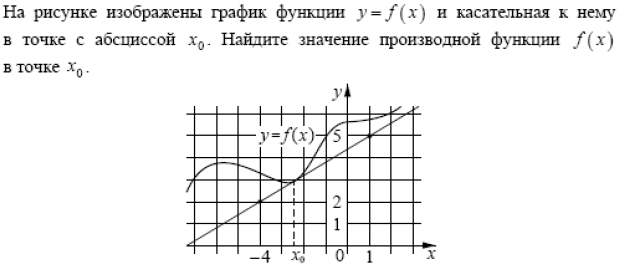 На рисунке изображены график функции y = f(x) и касательная к нему
в точке с абсциссой x₀. Найдите значение производной функции f(x)
в точке x₀.
y
y=f(x) 5
2
1
−4 x₀ 0 1 x